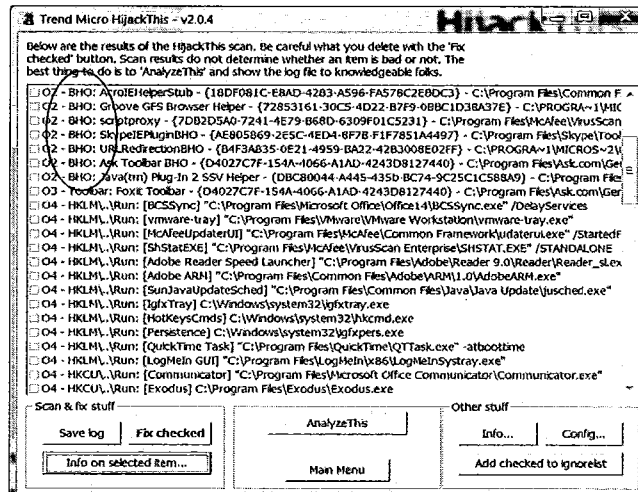 Trend Micro HijackThis - v2.0.4
Below are the results of the HijackThis scan. Be careful what you delete with the 'Fix
checked' button. Scan results do not determine whether an item is bad or not. The
best thing to do is to 'AnalyzeThis' and show the log file to knowledgeable folks.
O2 - BHO: AcroIEHelperStub - {18DF081C-E8AD-4283-A596-FA578C2EBDC3} - C:\Program Files\Common F
O2 - BHO: Groove GFS Browser Helper - {72853161-30C5-4D22-B7F9-0BBC1D38A37E} - C:\PROGRA~1\MIC
O2 - BHO: scriptproxy - {7DB2D5A0-7241-4E79-B68D-6309F01C5231} - C:\Program Files\McAfee\VirusScan
O2 - BHO: SkypeIEPluginBHO - {AE805869-2E5C-4ED4-8F7B-F1F7851A4497} - C:\Program Files\Skype\Tool
O2 - BHO: URLRedirectionBHO - {B4F3A835-0E21-4959-BA22-42B3008E02FF} - C:\PROGRA~1\MICROS~2\
O2 - BHO: Ask Toolbar BHO - {D4027C7F-154A-4066-A1AD-4243D8127440} - C:\Program Files\Ask.com\Ger
O2 - BHO: Java(tm) Plug-In 2 SSV Helper - {DBC80044-A445-435b-BC74-9C25C1C588A9} - C:\Program Files
O3 - Toolbar: Foxit Toolbar - {D4027C7F-154A-4066-A1AD-4243D8127440} - C:\Program Files\Ask.com\Ger
O4 - HKLM\..\Run: [BCSSync] "C:\Program Files\Microsoft Office\Office14\BCSSync.exe" /DelayServices
O4 - HKLM\..\Run: [vmware-tray] "C:\Program Files\VMware\VMware Workstation\vmware-tray.exe"
O4 - HKLM\..\Run: [McAfeeUpdaterUI] "C:\Program Files\McAfee\Common Framework\udaterui.exe" /StartedF
O4 - HKLM\..\Run: [ShStatEXE] "C:\Program Files\McAfee\VirusScan Enterprise\SHSTAT.EXE" /STANDALONE
O4 - HKLM\..\Run: [Adobe Reader Speed Launcher] "C:\Program Files\Adobe\Reader 9.0\Reader\Reader_sl.ex
O4 - HKLM\..\Run: [Adobe ARM] "C:\Program Files\Common Files\Adobe\ARM\1.0\AdobeARM.exe"
O4 - HKLM\..\Run: [SunJavaUpdateSched] "C:\Program Files\Common Files\Java\Java Update\jusched.exe"
O4 - HKLM\..\Run: [IgfxTray] C:\Windows\system32\igfxtray.exe
O4 - HKLM\..\Run: [HotKeysCmds] C:\Windows\system32\hkcmd.exe
O4 - HKLM\..\Run: [Persistence] C:\Windows\system32\igfxpers.exe
O4 - HKLM\..\Run: [QuickTime Task] "C:\Program Files\QuickTime\QTTask.exe" -atboottime
O4 - HKLM\..\Run: [LogMeIn GUI] "C:\Program Files\LogMeIn\x86\LogMeInSystray.exe"
O4 - HKCU\..\Run: [Communicator] "C:\Program Files\Microsoft Office Communicator\Communicator.exe"
O4 - HKCU\..\Run: [Exodus] C:\Program Files\Exodus\Exodus.exe
Scan & fix stuff
Save log
Fix checked
Info on selected item...
AnalyzeThis
Main Menu
Other stuff
Info...
Config...
Add checked to ignorelist